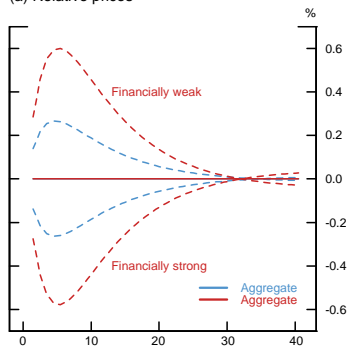 (a) Relative prices
%
0.6
Financially weak
0.4
0.2
0.0
-0.2
Financially strong
-0.4
Aggregate
Aggregate
-0.6
0 10 20 30 40